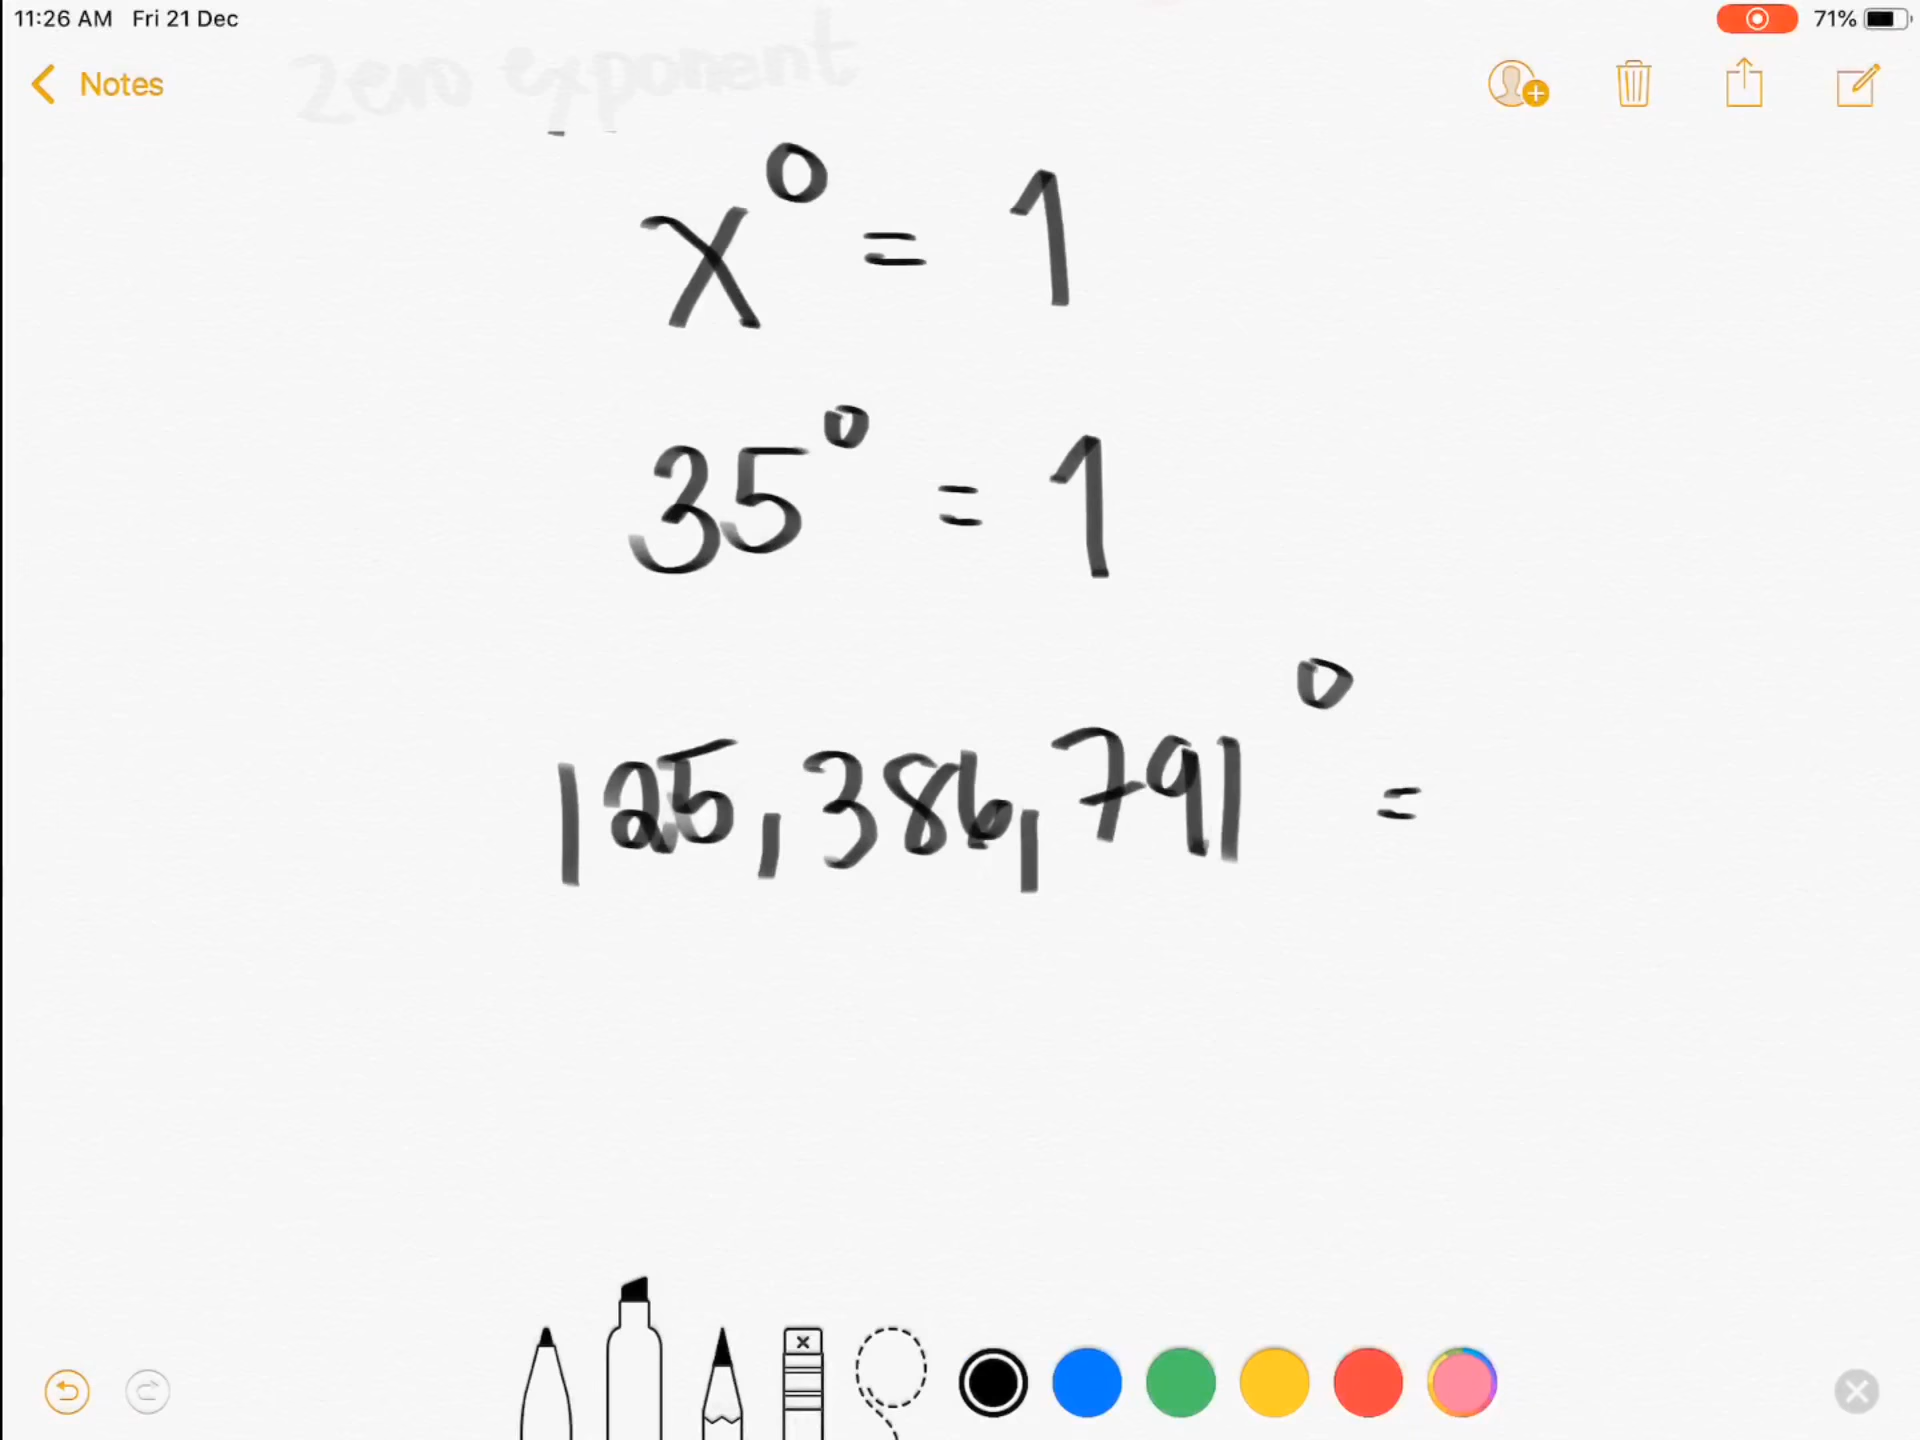 11:26 AM Fri 21 Dec 71%
Notes
Zero exponent
x⁰ = 1
35⁰ = 1
125,386,791⁰ =